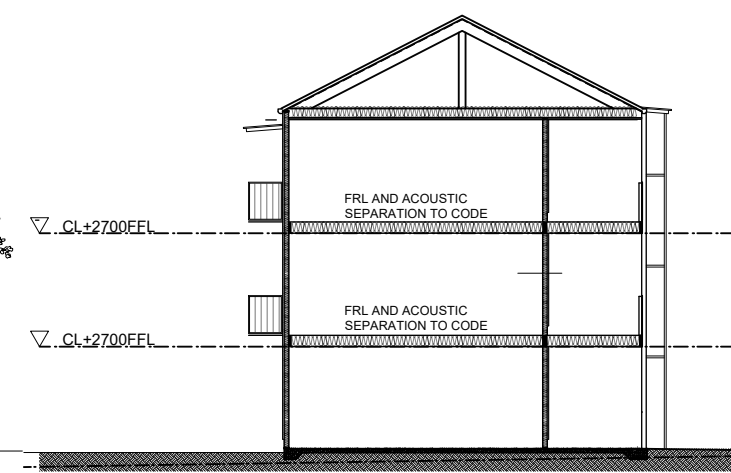 FRL AND ACOUSTIC
SEPARATION TO CODE
CL+2700FFL
FRL AND ACOUSTIC
SEPARATION TO CODE
CL+2700FFL